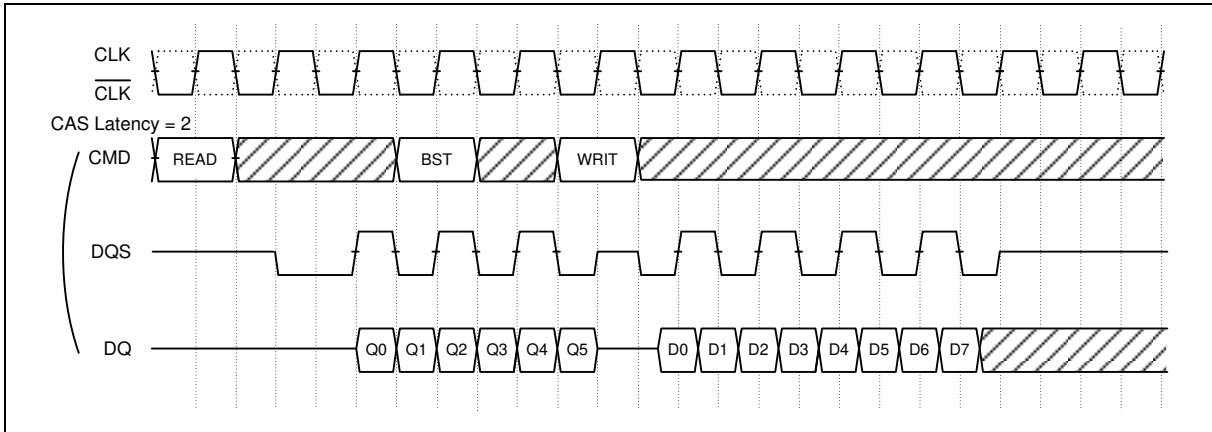 CLK
CLK
CAS Latency = 2
CMD READ BST WRIT
DQS
DQ Q0 Q1 Q2 Q3 Q4 Q5 D0 D1 D2 D3 D4 D5 D6 D7